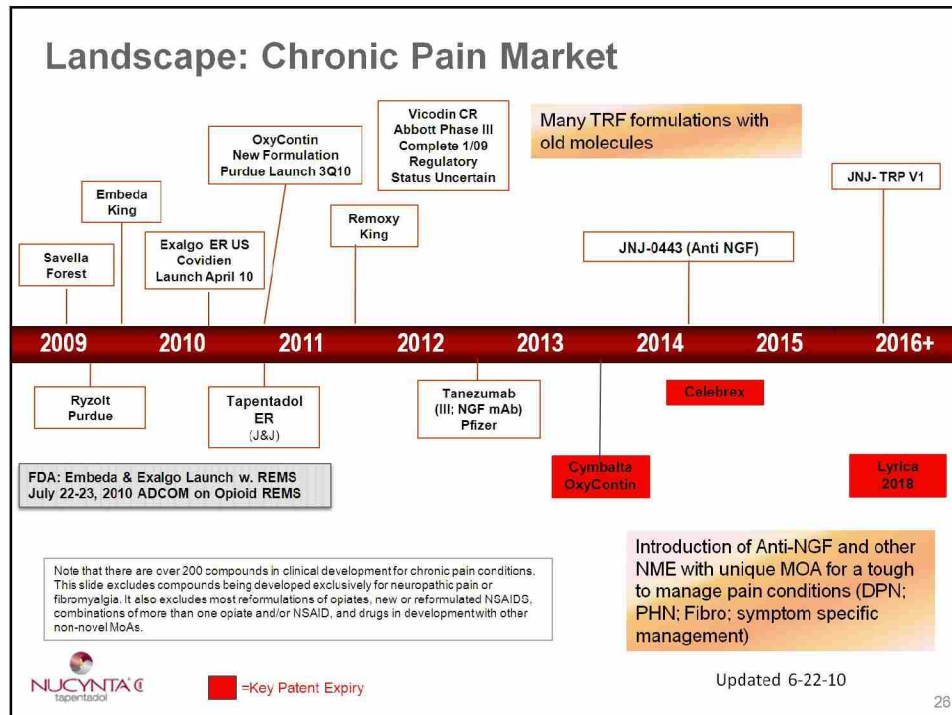 Landscape: Chronic Pain Market
Vicodin CR
Abbott Phase III
Complete 1/09
Regulatory
Status Uncertain
Many TRF formulations with
old molecules
OxyContin
New Formulation
Purdue Launch 3Q10
JNJ- TRP V1
Embeda
King
Remoxy
King
Exalgo ER US
Covidien
Launch April 10
JNJ-0443 (Anti NGF)
Savella
Forest
2009 2010 2011 2012 2013 2014 2015 2016+
Ryzolt
Purdue
Tapentadol
ER
(J&J)
Tanezumab
(III; NGF mAb)
Pfizer
Celebrex
Cymbalta
OxyContin
Lyrica
2018
FDA: Embeda & Exalgo Launch w. REMS
July 22-23, 2010 ADCOM on Opioid REMS
Introduction of Anti-NGF and other
NME with unique MOA for a tough
to manage pain conditions (DPN;
PHN; Fibro; symptom specific
management)
Note that there are over 200 compounds in clinical development for chronic pain conditions.
This slide excludes compounds being developed exclusively for neuropathic pain or
fibromyalgia. It also excludes most reformulations of opiates, new or reformulated NSAIDS,
combinations of more than one opiate and/or NSAID, and drugs in development with other
non-novel MoAs.
NUCYNTA® CII
tapentadol
=Key Patent Expiry
Updated 6-22-10
26